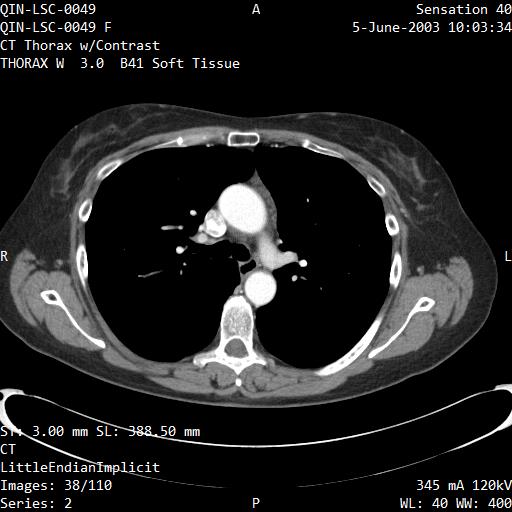 QIN-LSC-0049
A
Sensation 40
QIN-LSC-0049 F
5-June-2003 10:03:34
CT Thorax w/Contrast
THORAX W 3.0 B41 Soft Tissue
R
L
ST: 3.00 mm SL: 388.50 mm
CT
LittleEndianImplicit
Images: 38/110
345 mA 120kV
Series: 2
P
WL: 40 WW: 400